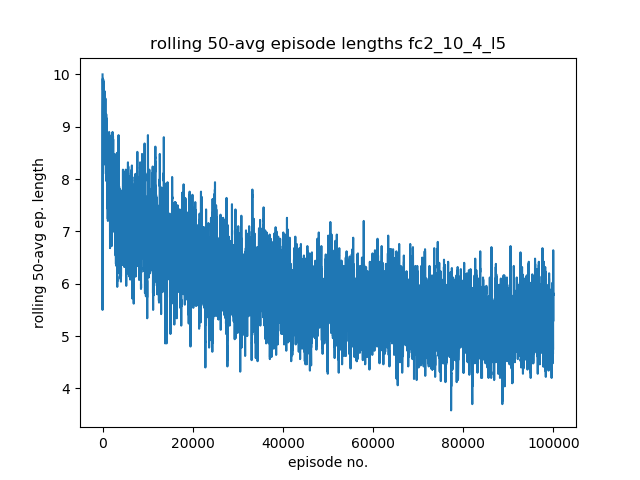 rolling 50-avg episode lengths fc2_10_4_l5
10
9
8
7
6
5
4
rolling 50-avg ep. length
0 20000 40000 60000 80000 100000
episode no.